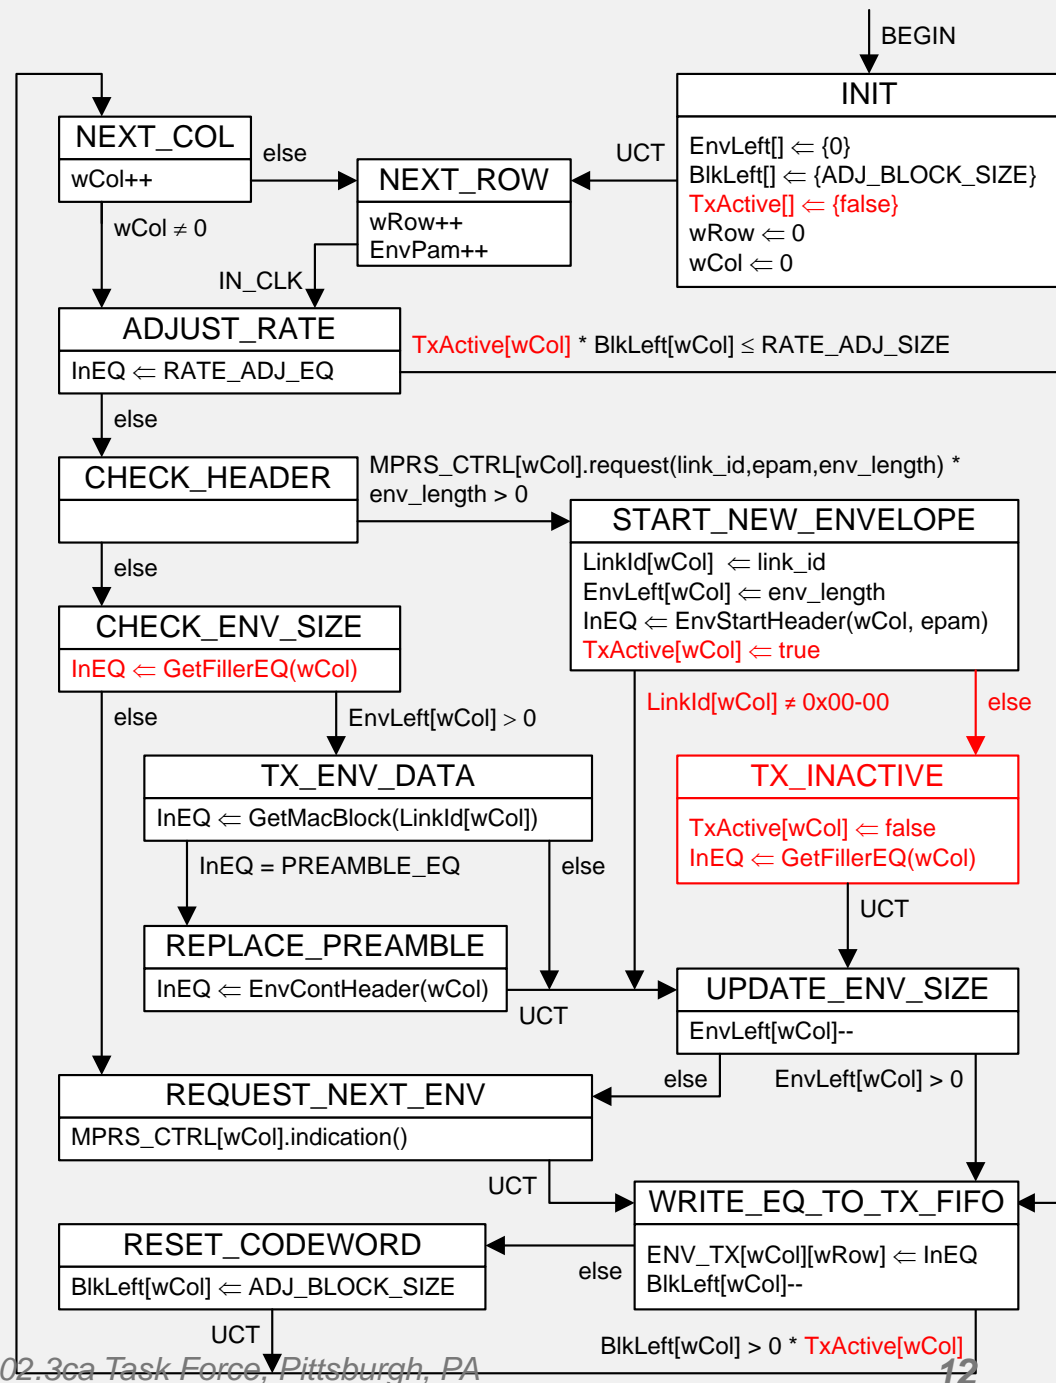 BEGIN
INIT
EnvLeft[] ⇐ {0}
BlkLeft[] ⇐ {ADJ_BLOCK_SIZE}
TxActive[] ⇐ {false}
wRow ⇐ 0
wCol ⇐ 0
UCT
NEXT_COL
wCol++
else
NEXT_ROW
wRow++
EnvPam++
wCol ≠ 0
IN_CLK
ADJUST_RATE
InEQ ⇐ RATE_ADJ_EQ
TxActive[wCol] * BlkLeft[wCol] ≤ RATE_ADJ_SIZE
else
CHECK_HEADER
MPRS_CTRL[wCol].request(link_id,epam,env_length) *
env_length > 0
START_NEW_ENVELOPE
LinkId[wCol] ⇐ link_id
EnvLeft[wCol] ⇐ env_length
InEQ ⇐ EnvStartHeader(wCol, epam)
TxActive[wCol] ⇐ true
else
CHECK_ENV_SIZE
InEQ ⇐ GetFillerEQ(wCol)
LinkId[wCol] ≠ 0x00-00
else
else
EnvLeft[wCol] > 0
TX_ENV_DATA
InEQ ⇐ GetMacBlock(LinkId[wCol])
TX_INACTIVE
TxActive[wCol] ⇐ false
InEQ ⇐ GetFillerEQ(wCol)
InEQ = PREAMBLE_EQ
else
UCT
REPLACE_PREAMBLE
InEQ ⇐ EnvContHeader(wCol)
UCT
UPDATE_ENV_SIZE
EnvLeft[wCol]--
else
EnvLeft[wCol] > 0
REQUEST_NEXT_ENV
MPRS_CTRL[wCol].indication()
UCT
WRITE_EQ_TO_TX_FIFO
ENV_TX[wCol][wRow] ⇐ InEQ
BlkLeft[wCol]--
else
RESET_CODEWORD
BlkLeft[wCol] ⇐ ADJ_BLOCK_SIZE
UCT
BlkLeft[wCol] > 0 * TxActive[wCol]
02.3ca Task Force, Pittsburgh, PA
12